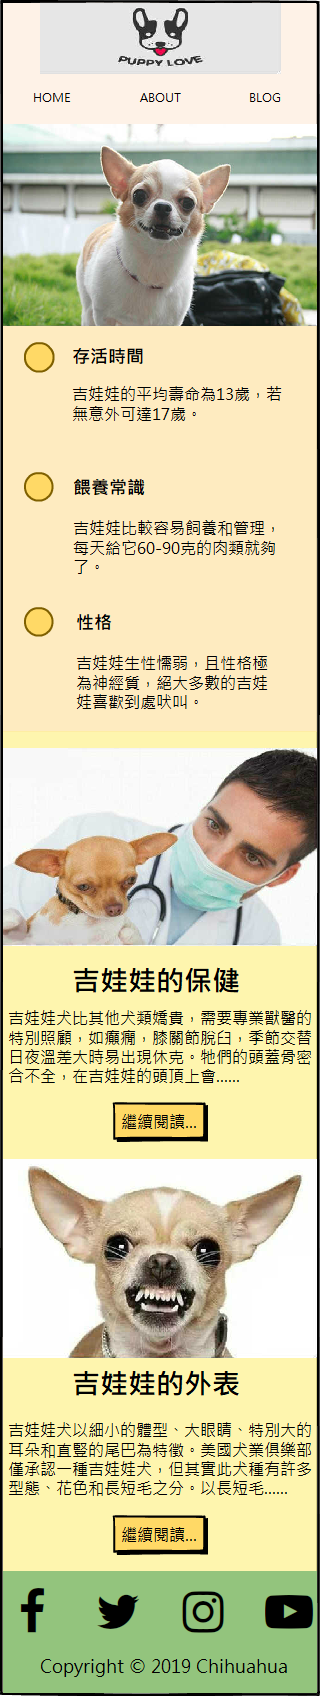 PUPPY LOVE
HOME ABOUT BLOG
存活時間
吉娃娃的平均壽命為13歲，若
無意外可達17歲。
餵養常識
吉娃娃比較容易飼養和管理，
每天給它60-90克的肉類就夠
了。
性格
吉娃娃生性懦弱，且性格極
為神經質，絕大多數的吉娃
娃喜歡到處吠叫。
吉娃娃的保健
吉娃娃犬比其他犬類嬌貴，需要專業獸醫的
特別照顧，如癲癇，膝關節脫臼，季節交替
日夜溫差大時易出現休克。牠們的頭蓋骨密
合不全，在吉娃娃的頭頂上會......
繼續閱讀...
吉娃娃的外表
吉娃娃犬以細小的體型、大眼睛、特別大的
耳朵和直豎的尾巴為特徵。美國犬業俱樂部
僅承認一種吉娃娃犬，但其實此犬種有許多
型態、花色和長短毛之分。以長短毛......
繼續閱讀...
Copyright © 2019 Chihuahua